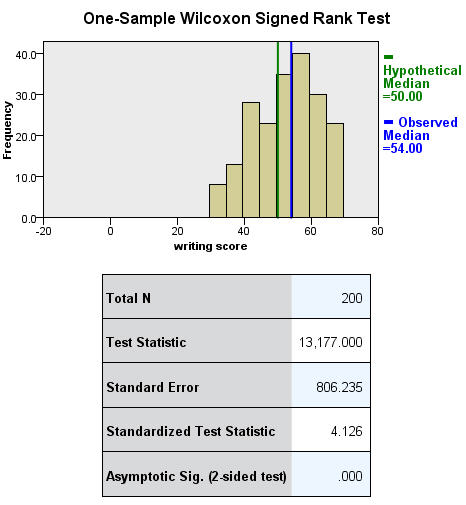 One-Sample Wilcoxon Signed Rank Test
40.0
30.0
20.0
10.0
0.0
Frequency
-20
0
20
40
60
80
writing score
Hypothetical
Median
=50.00
Observed
Median
=54.00
Total N 200
Test Statistic 13,177.000
Standard Error 806.235
Standardized Test Statistic 4.126
Asymptotic Sig. (2-sided test) .000